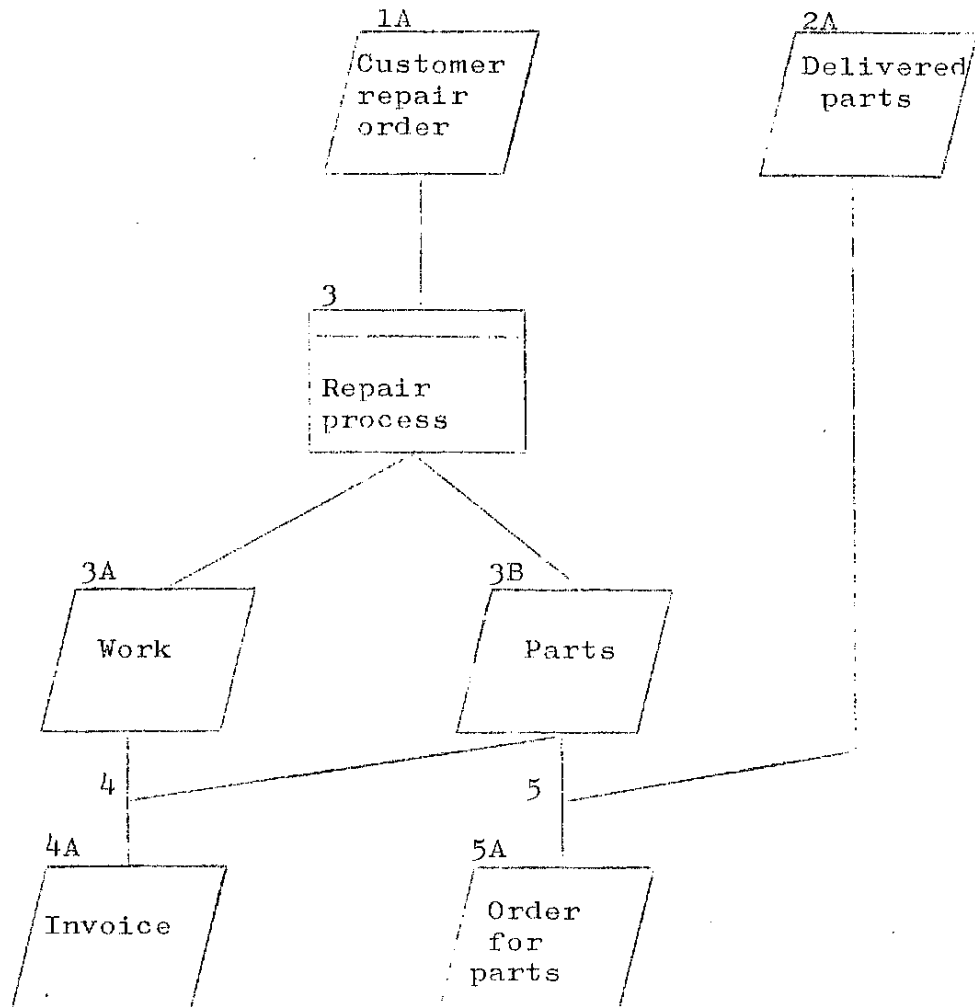 1A
Customer
repair
order
2A
Delivered
parts
3
Repair
process
3A
Work
3B
Parts
4
5
4A
Invoice
5A
Order
for
parts